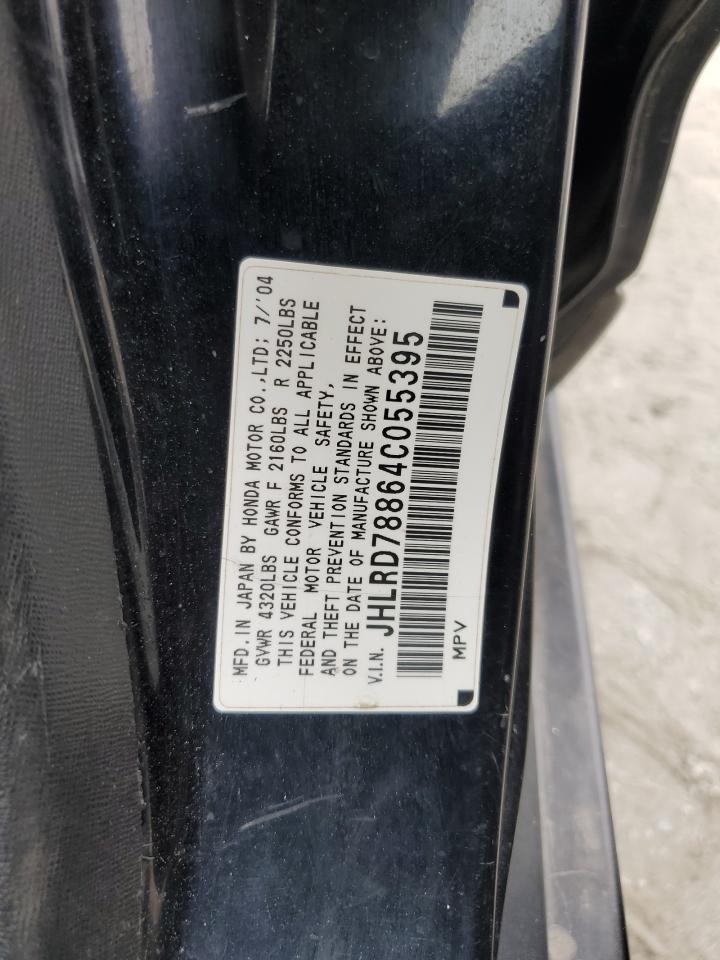 MFD. IN JAPAN BY HONDA MOTOR CO.,LTD; 7/'04
GVWR 4320LBS GAWR F 2160LBS R 2250LBS
THIS VEHICLE CONFORMS TO ALL APPLICABLE
FEDERAL MOTOR VEHICLE SAFETY,
AND THEFT PREVENTION STANDARDS IN EFFECT
ON THE DATE OF MANUFACTURE SHOWN ABOVE:
V.I.N. JHLRD78864C055395
MPV